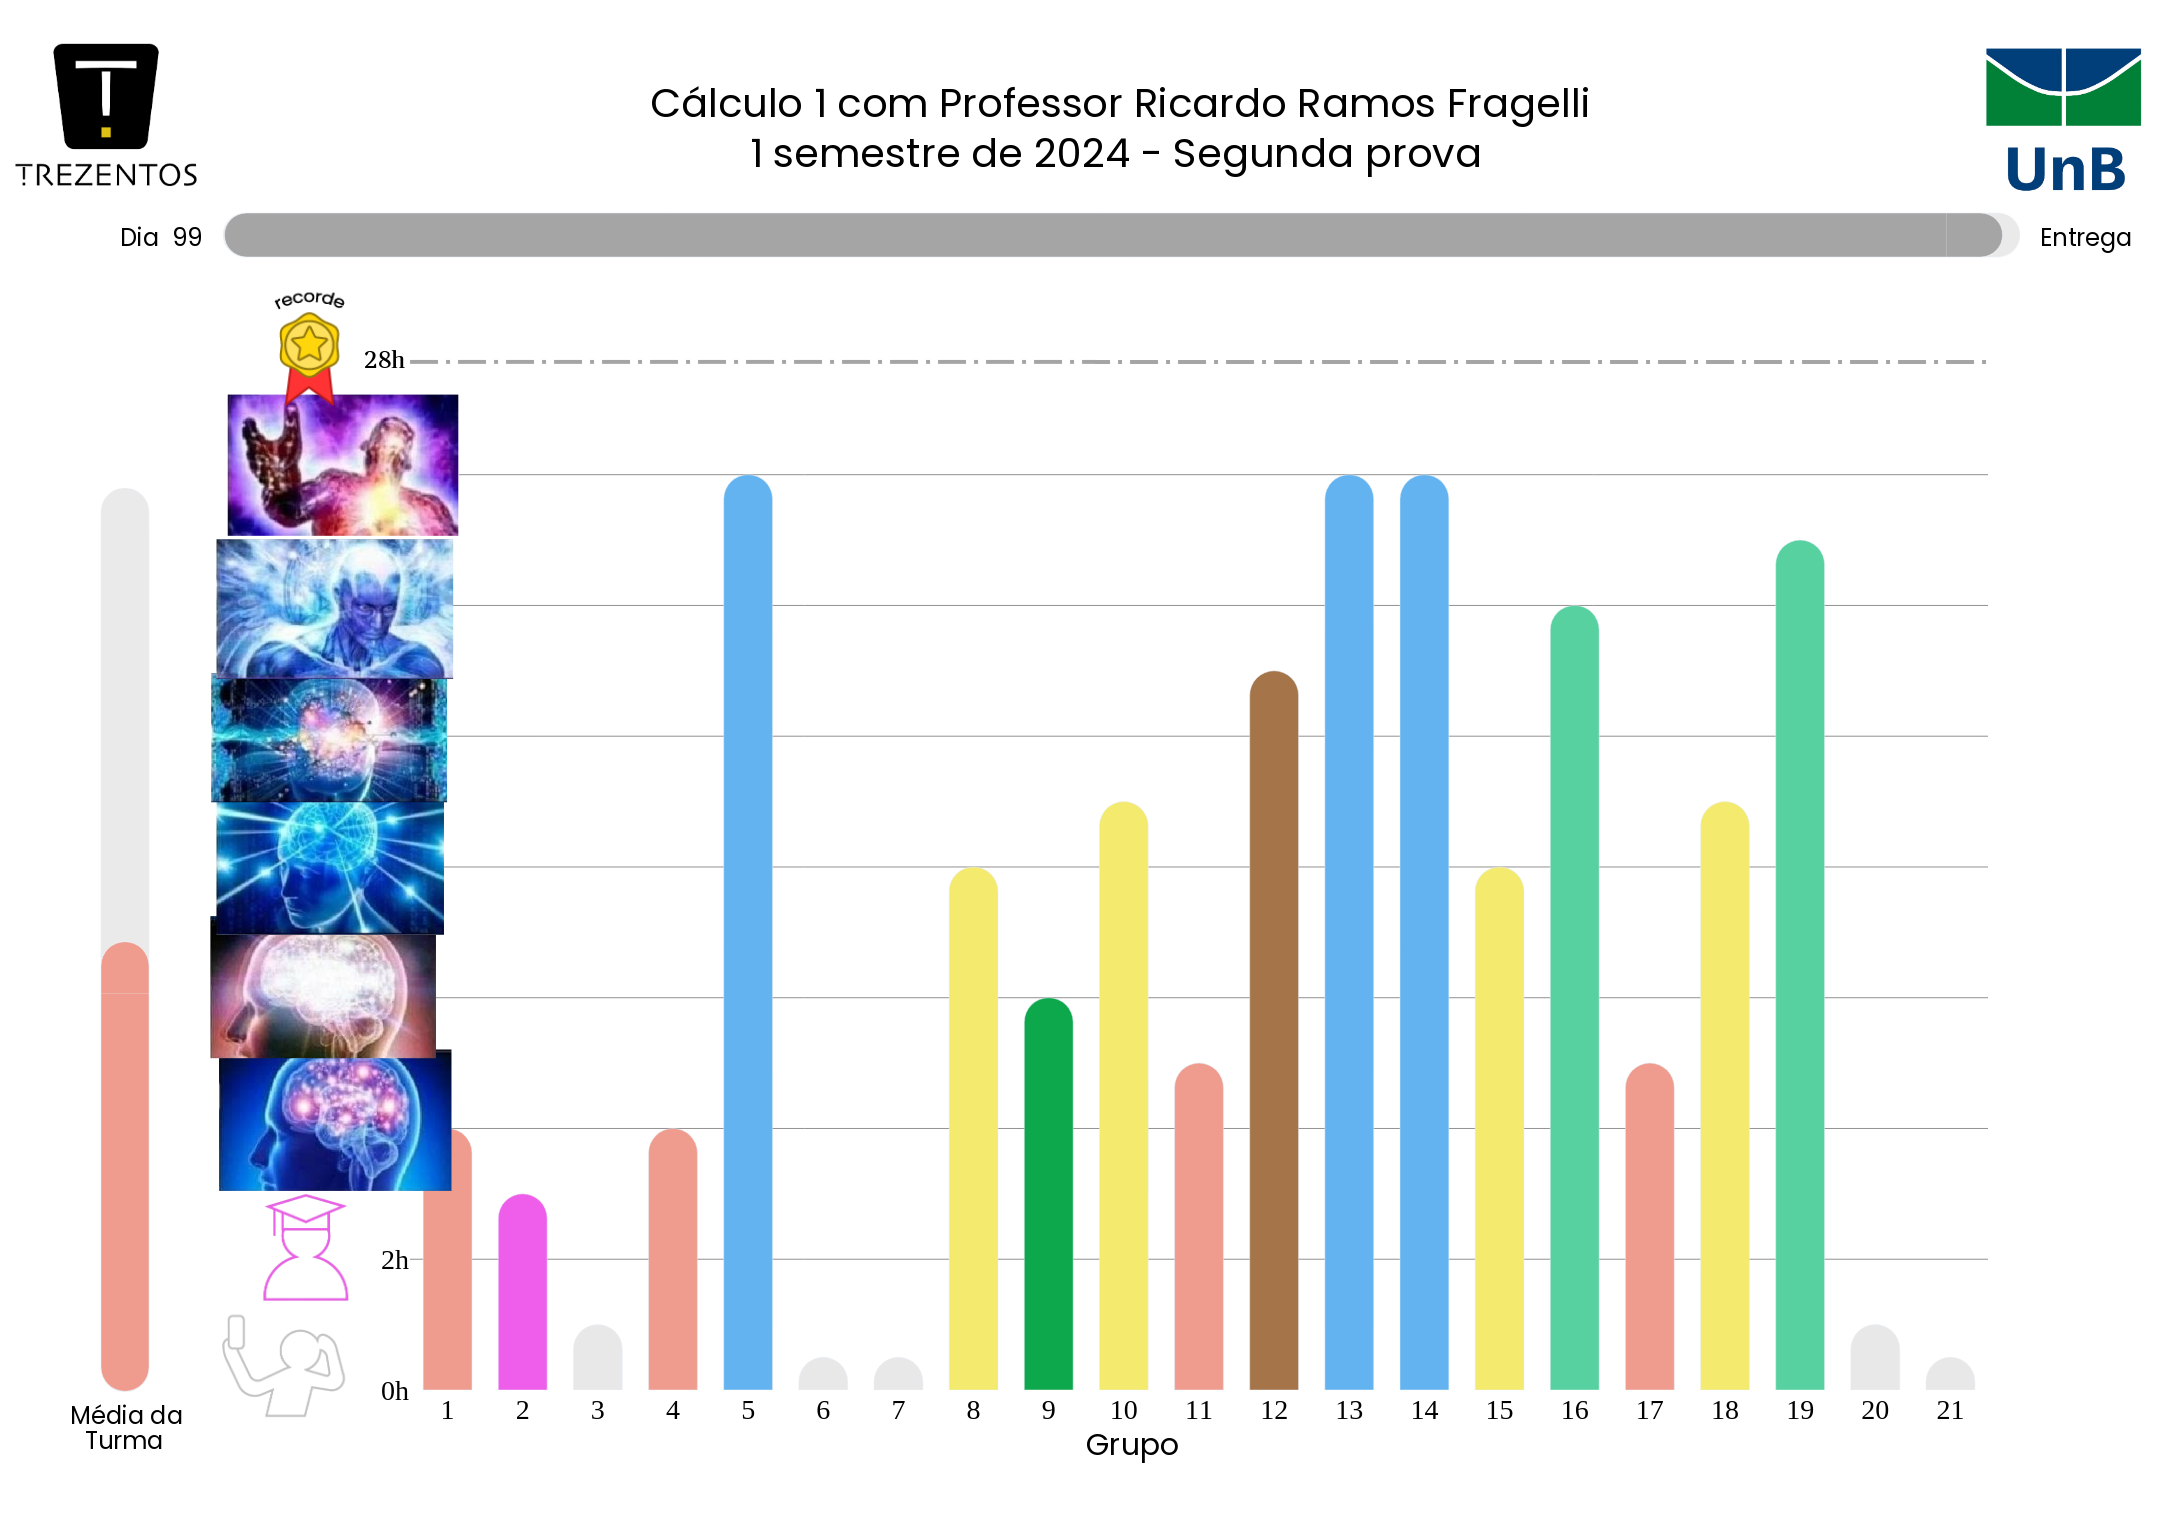 TREZENTOS
Cálculo 1 com Professor Ricardo Ramos Fragelli
1 semestre de 2024 - Segunda prova
UnB
Dia 99
Entrega
recorde
28h
2h
0h
1 2 3 4 5 6 7 8 9 10 11 12 13 14 15 16 17 18 19 20 21
Grupo
Média da
Turma